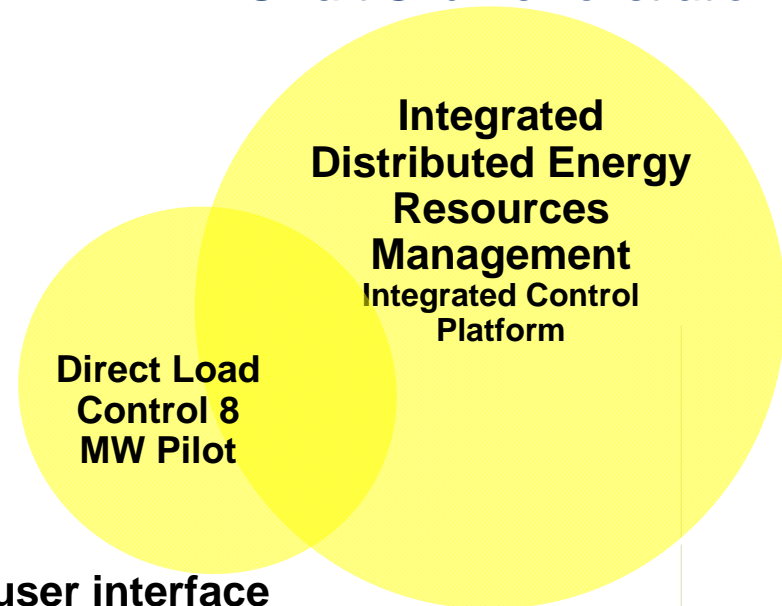 Integrated
Distributed Energy
Resources
Management
Integrated Control
Platform
Direct Load
Control 8
MW Pilot
user interface